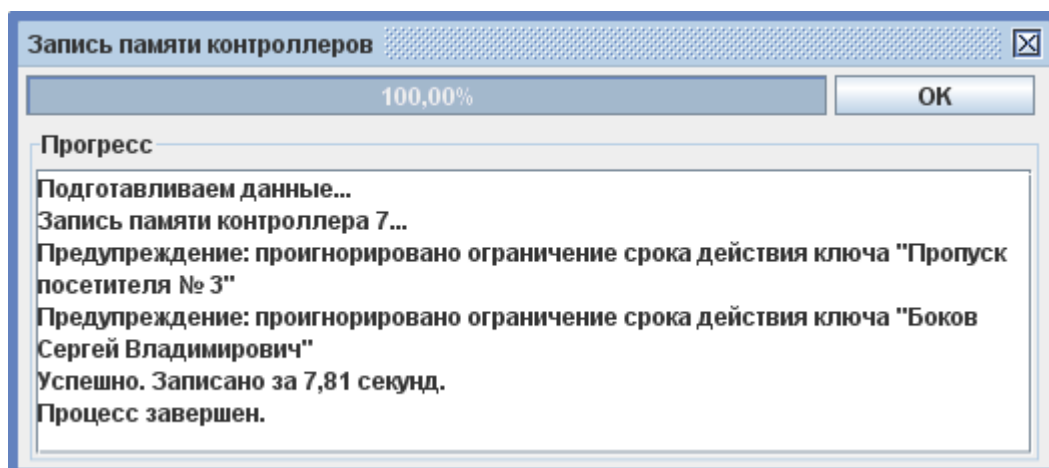 Запись памяти контроллеров
100,00%
OK
Прогресс
Подготавливаем данные...
Запись памяти контроллера 7...
Предупреждение: проигнорировано ограничение срока действия ключа "Пропуск
посетителя № 3"
Предупреждение: проигнорировано ограничение срока действия ключа "Боков
Сергей Владимирович"
Успешно. Записано за 7,81 секунд.
Процесс завершен.